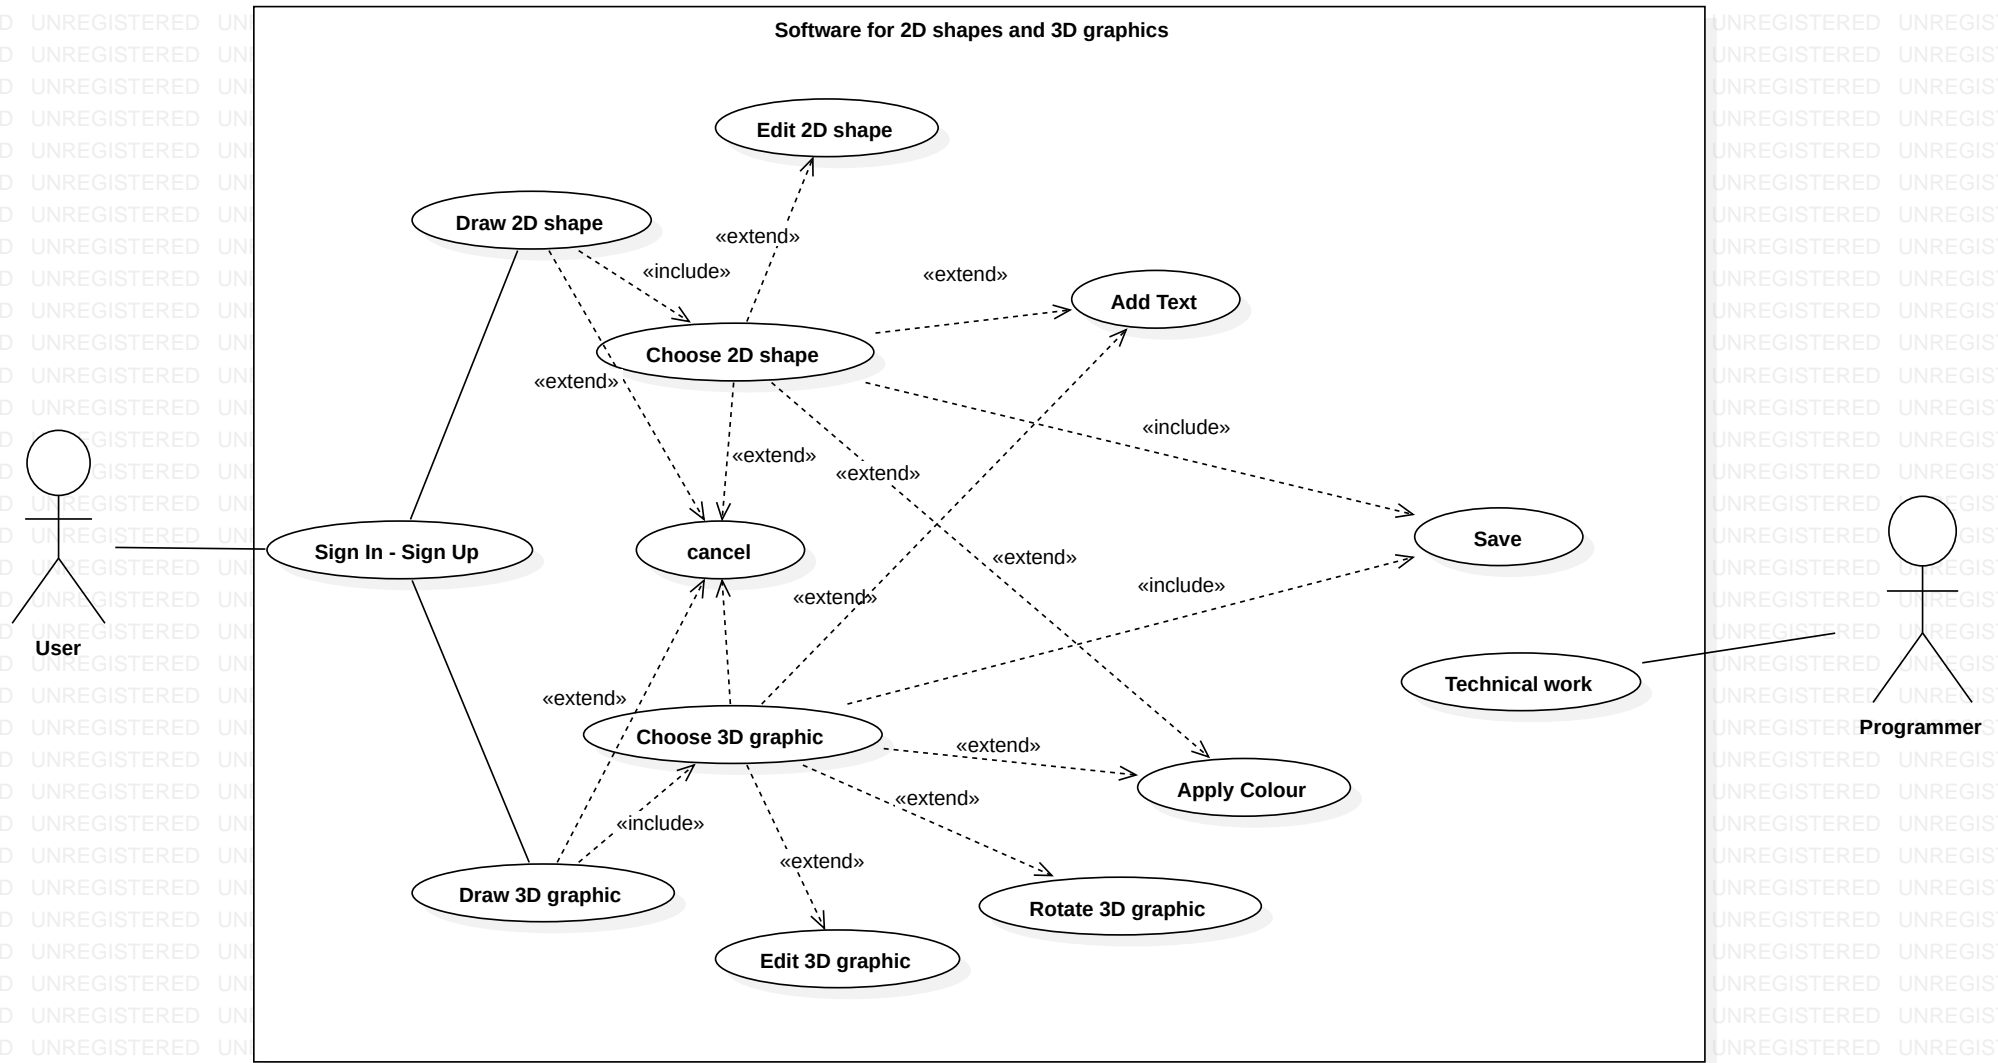 Software for 2D shapes and 3D graphics
Edit 2D shape
Draw 2D shape
«extend»
«include»
«extend»
Add Text
Choose 2D shape
«extend»
«include»
«extend»
«extend»
User
Sign In - Sign Up
cancel
Save
«extend»
«include»
«extend»
Technical work
Programmer
«extend»
Choose 3D graphic
«extend»
Apply Colour
«extend»
«include»
«extend»
Draw 3D graphic
Rotate 3D graphic
Edit 3D graphic
UNREGISTERED